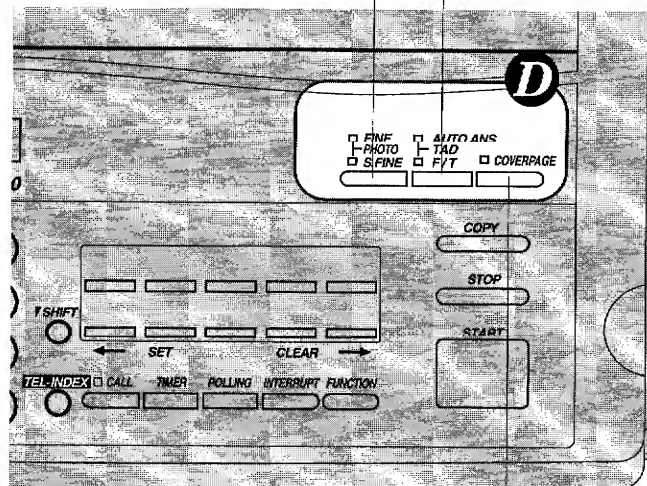 D
FINE AUTO ANS
PHOTO TAD
S.FINE F/T COVERPAGE
0
COPY
STOP
SHIFT
START
← SET CLEAR →
TEL-INDEX CALL TIMER POLLING INTERRUPT FUNCTION